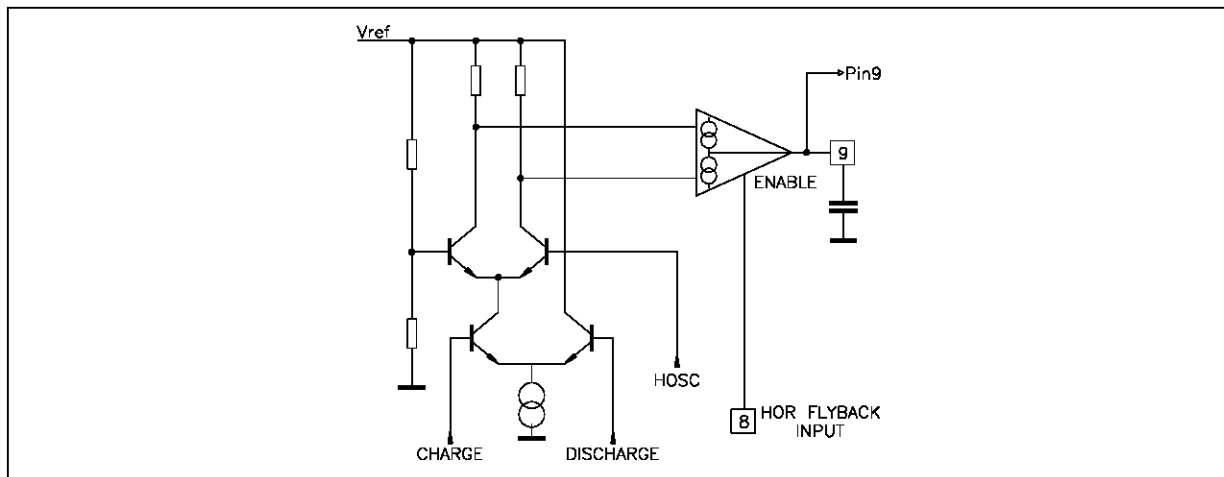 Vref
Pin9
9
ENABLE
HOSC
8
HOR FLYBACK
INPUT
CHARGE
DISCHARGE